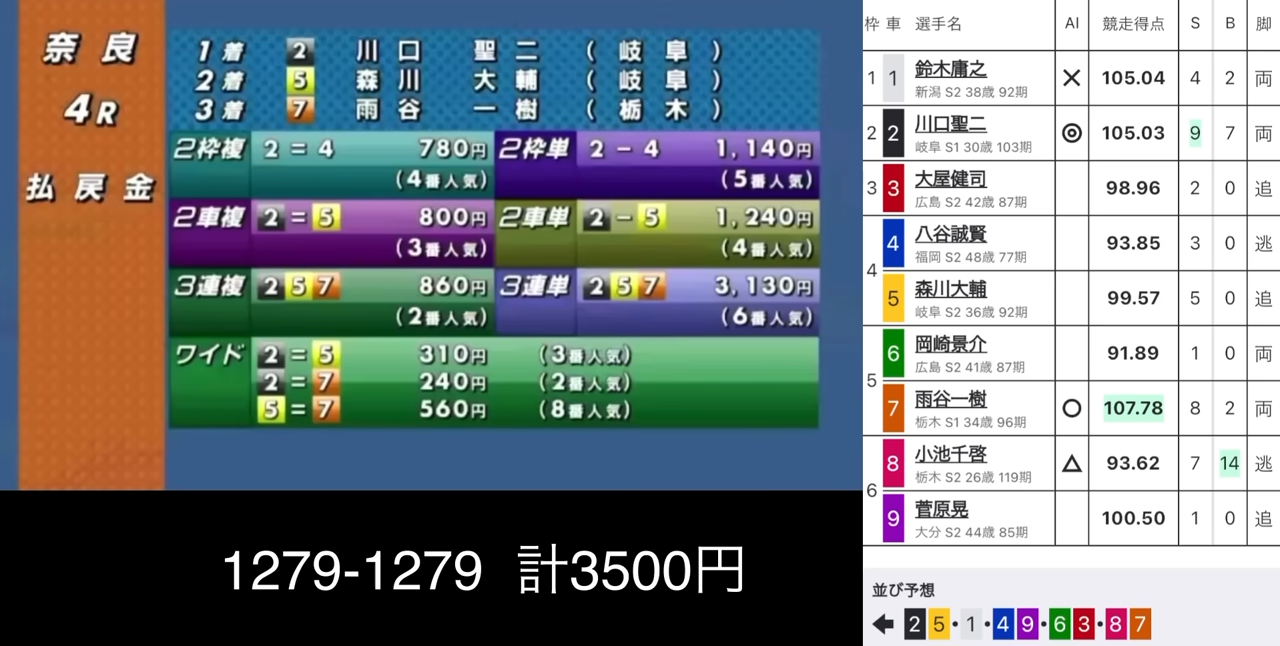 奈良
4R
払戻金
1着 2 川口 聖二 (岐阜)
2着 5 森川 大輔 (岐阜)
3着 7 雨谷 一樹 (栃木)
2枠複 2=4 780円 (4番人気)
2枠単 2-4 1,140円 (5番人気)
2車複 2=5 800円 (3番人気)
2車単 2-5 1,240円 (4番人気)
3連複 2 5 7 860円 (2番人気)
3連単 2 5 7 3,130円 (6番人気)
ワイド 2=5 310円 (3番人気)
2=7 240円 (2番人気)
5=7 560円 (8番人気)
1279-1279 計3500円
枠 車 選手名 AI 競走得点 S B 脚
1 1 鈴木庸之 × 105.04 4 2 両
新潟 S2 38歳 92期
2 2 川口聖二 ◎ 105.03 9 7 両
岐阜 S1 30歳 103期
3 3 大屋健司 98.96 2 0 追
広島 S2 42歳 87期
4 4 八谷誠賢 93.85 3 0 逃
福岡 S2 48歳 77期
5 森川大輔 99.57 5 0 追
岐阜 S2 36歳 92期
5 6 岡崎景介 91.89 1 0 両
広島 S2 41歳 87期
7 雨谷一樹 ○ 107.78 8 2 両
栃木 S1 34歳 96期
6 8 小池千啓 △ 93.62 7 14 逃
栃木 S2 26歳 119期
9 菅原晃 100.50 1 0 追
大分 S2 44歳 85期
並び予想
← 2 5・1・4 9・6 3・8 7